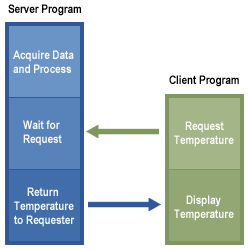 Server Program
Acquire Data
and Process
Wait for
Request
Return
Temperature
to Requester
Client Program
Request
Temperature
Display
Temperature